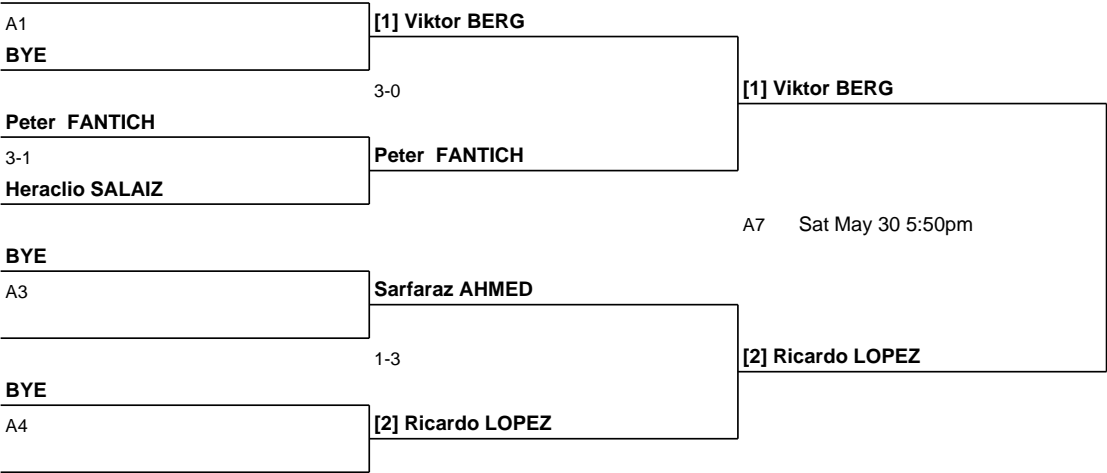 A1
[1] Viktor BERG
BYE
3-0
[1] Viktor BERG
Peter FANTICH
3-1
Peter FANTICH
Heraclio SALAIZ
A7 Sat May 30 5:50pm
BYE
A3
Sarfaraz AHMED
1-3
[2] Ricardo LOPEZ
BYE
A4
[2] Ricardo LOPEZ